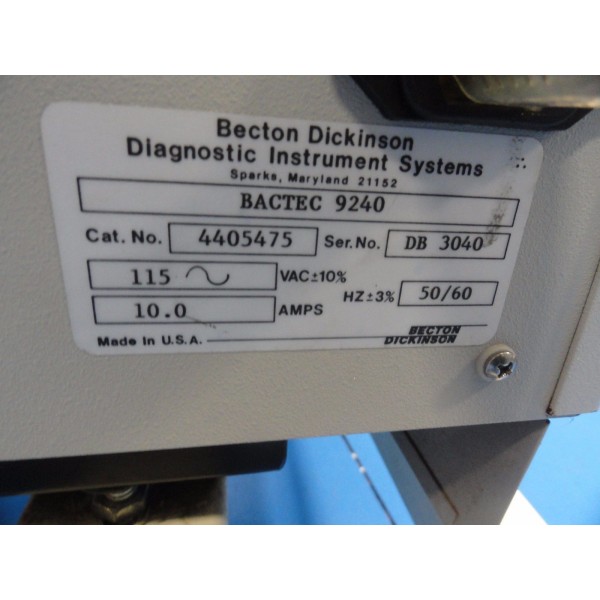 Becton Dickinson
Diagnostic Instrument Systems
Sparks, Maryland 21152
BACTEC 9240
Cat. No. 4405475 Ser. No. DB 3040
115 VAC±10%
HZ±3% 50/60
10.0 AMPS
Made in U.S.A.
BECTON
DICKINSON